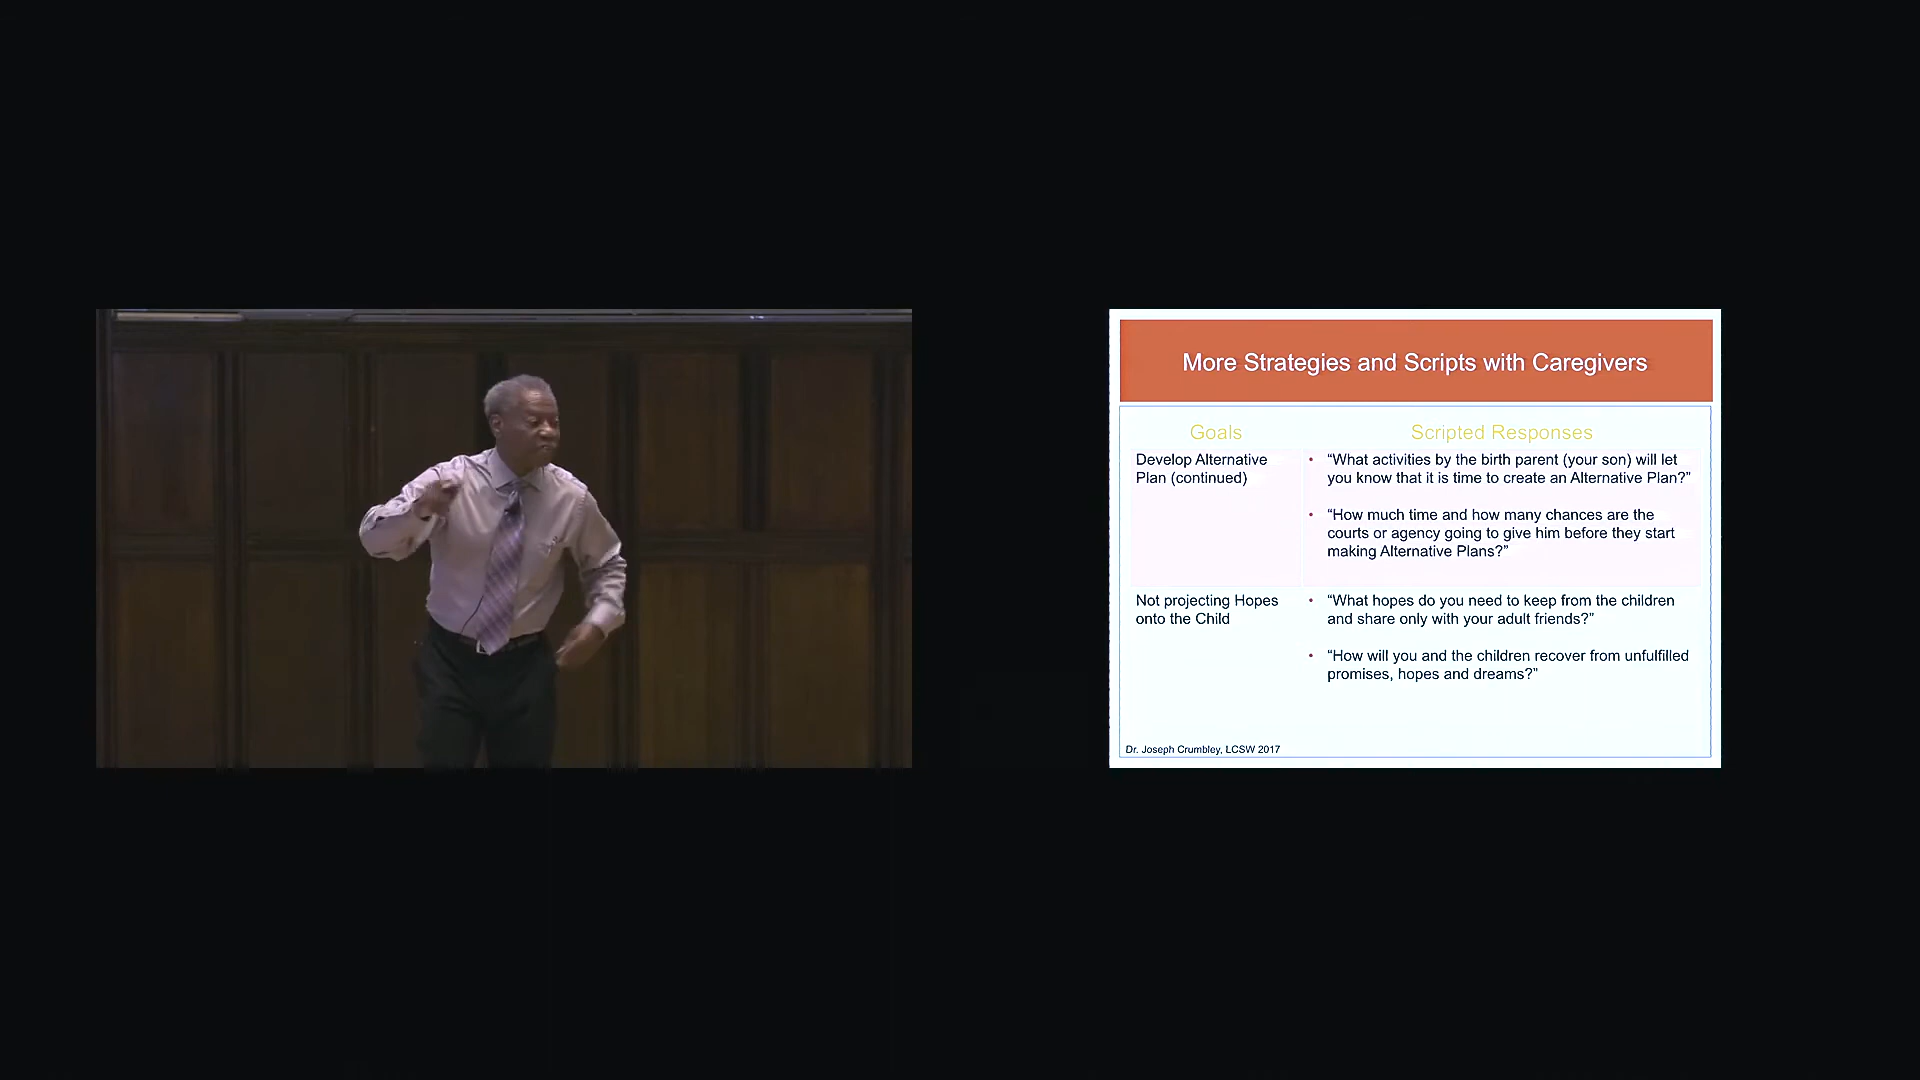 More Strategies and Scripts with Caregivers
Goals
Scripted Responses
Develop Alternative
Plan (continued)
• “What activities by the birth parent (your son) will let
you know that it is time to create an Alternative Plan?”
• “How much time and how many chances are the
courts or agency going to give him before they start
making Alternative Plans?”
Not projecting Hopes
onto the Child
• “What hopes do you need to keep from the children
and share only with your adult friends?”
• “How will you and the children recover from unfulfilled
promises, hopes and dreams?”
Dr. Joseph Crumbley, LCSW 2017